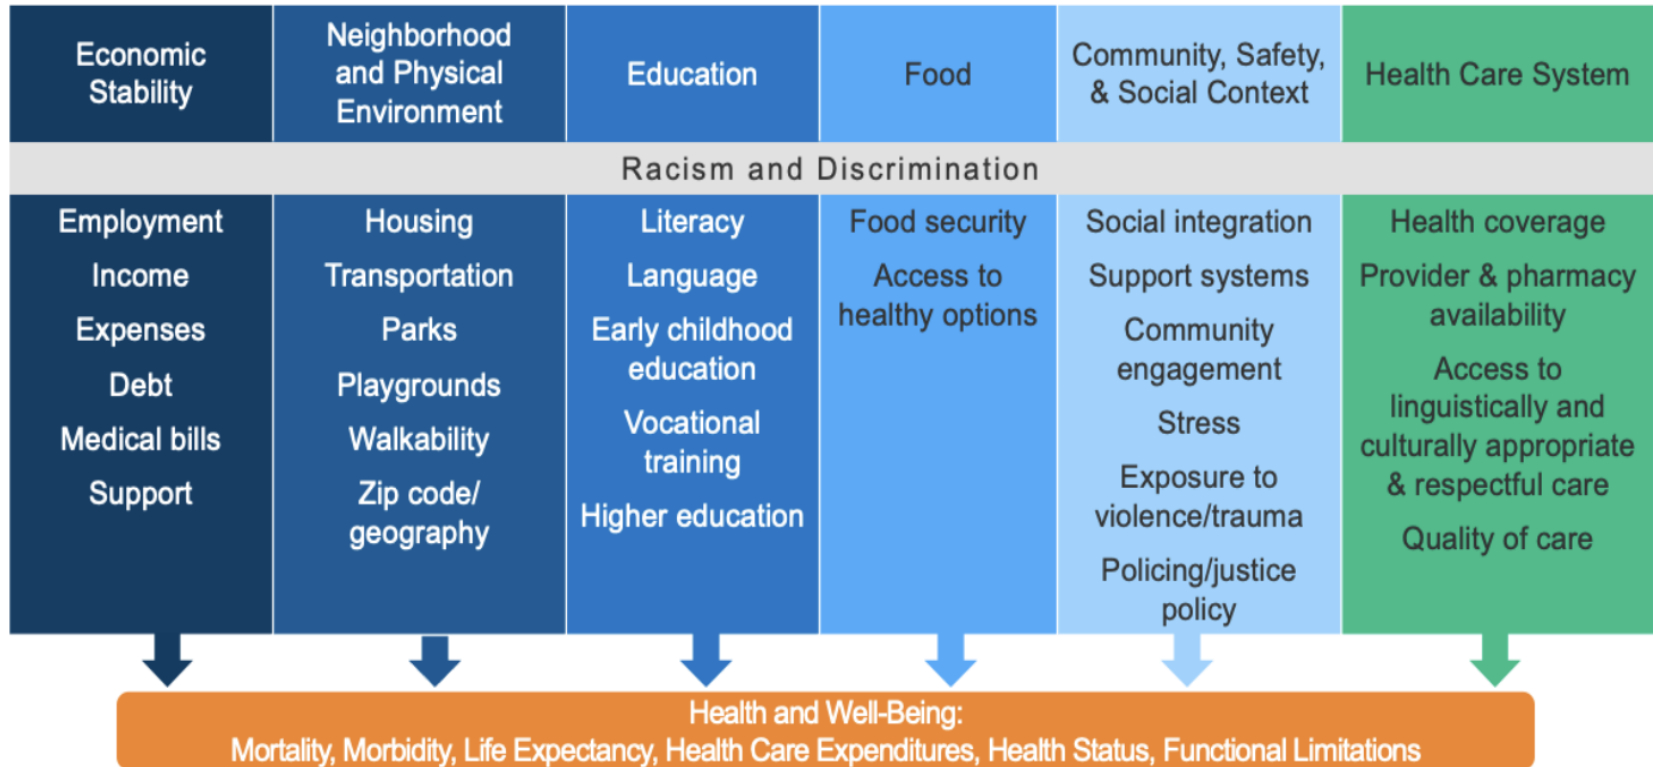 Economic
Stability
Neighborhood
and Physical
Environment
Education
Food
Community, Safety,
& Social Context
Health Care System
Racism and Discrimination
Employment
Income
Expenses
Debt
Medical bills
Support
Housing
Transportation
Parks
Playgrounds
Walkability
Zip code/
geography
Literacy
Language
Early childhood
education
Vocational
training
Higher education
Food security
Access to
healthy options
Social integration
Support systems
Community
engagement
Stress
Exposure to
violence/trauma
Policing/justice
policy
Health coverage
Provider & pharmacy
availability
Access to
linguistically and
culturally appropriate
& respectful care
Quality of care
Health and Well-Being:
Mortality, Morbidity, Life Expectancy, Health Care Expenditures, Health Status, Functional Limitations